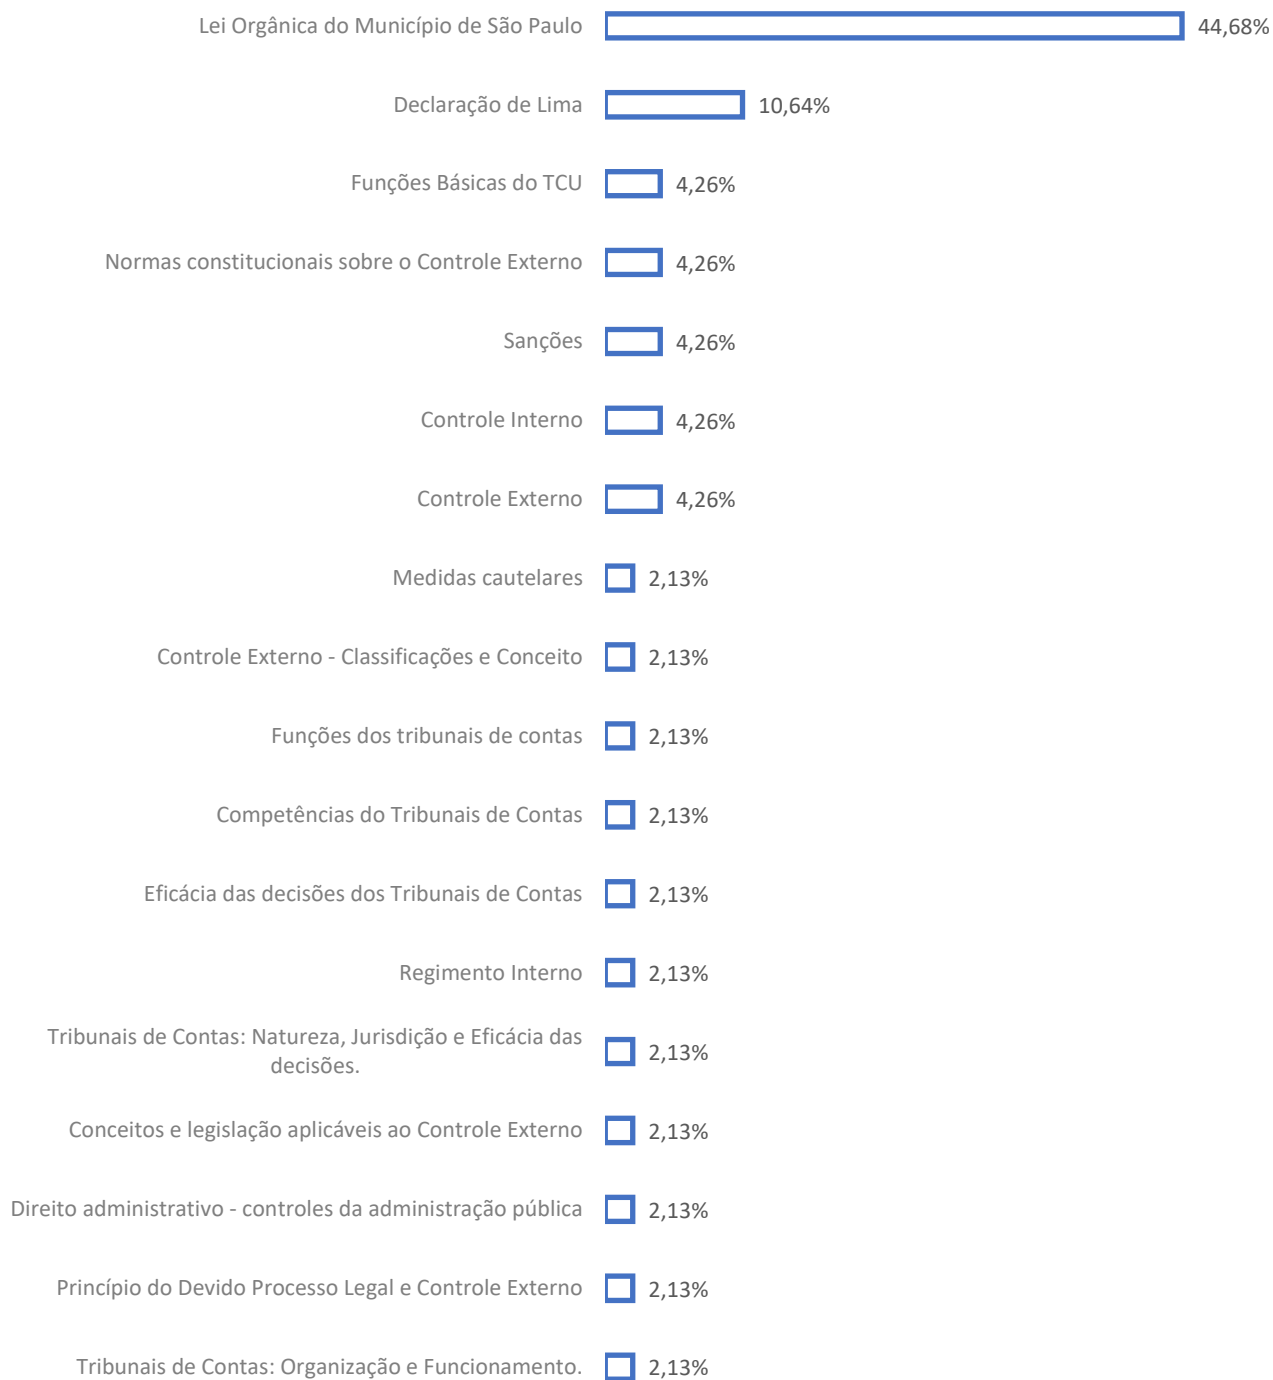 Lei Orgânica do Município de São Paulo 44,68%
Declaração de Lima 10,64%
Funções Básicas do TCU 4,26%
Normas constitucionais sobre o Controle Externo 4,26%
Sanções 4,26%
Controle Interno 4,26%
Controle Externo 4,26%
Medidas cautelares 2,13%
Controle Externo - Classificações e Conceito 2,13%
Funções dos tribunais de contas 2,13%
Competências do Tribunais de Contas 2,13%
Eficácia das decisões dos Tribunais de Contas 2,13%
Regimento Interno 2,13%
Tribunais de Contas: Natureza, Jurisdição e Eficácia das
decisões. 2,13%
Conceitos e legislação aplicáveis ao Controle Externo 2,13%
Direito administrativo - controles da administração pública 2,13%
Princípio do Devido Processo Legal e Controle Externo 2,13%
Tribunais de Contas: Organização e Funcionamento. 2,13%